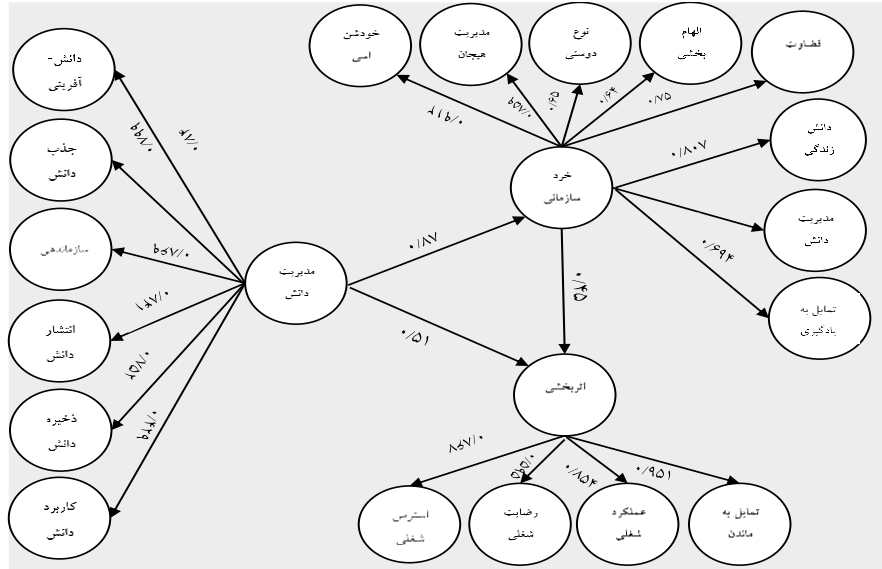 خودشن
اسی
مدیریت
هیجان
نوع
دوستی
الهام
بخشی
قضاوت
۰/۶۵
۰/۶۴
۰/۷۵
دانش-
آفرینی
جذب
دانش
سازماندهی
انتشار
دانش
ذخیره
دانش
کاربرد
دانش
مدیریت
دانش
۰/۸۷
۰/۵۱
خرد
سازمانی
۰/۸۰۷
۰/۶۹۴
دانش
زندگی
مدیریت
دانش
تمایل به
یادگیری
۰/۴۵
اثربخشی
۰/۸۵۴
۰/۹۵۱
استرس
شغلی
رضایت
شغلی
عملکرد
شغلی
تمایل به
ماندن